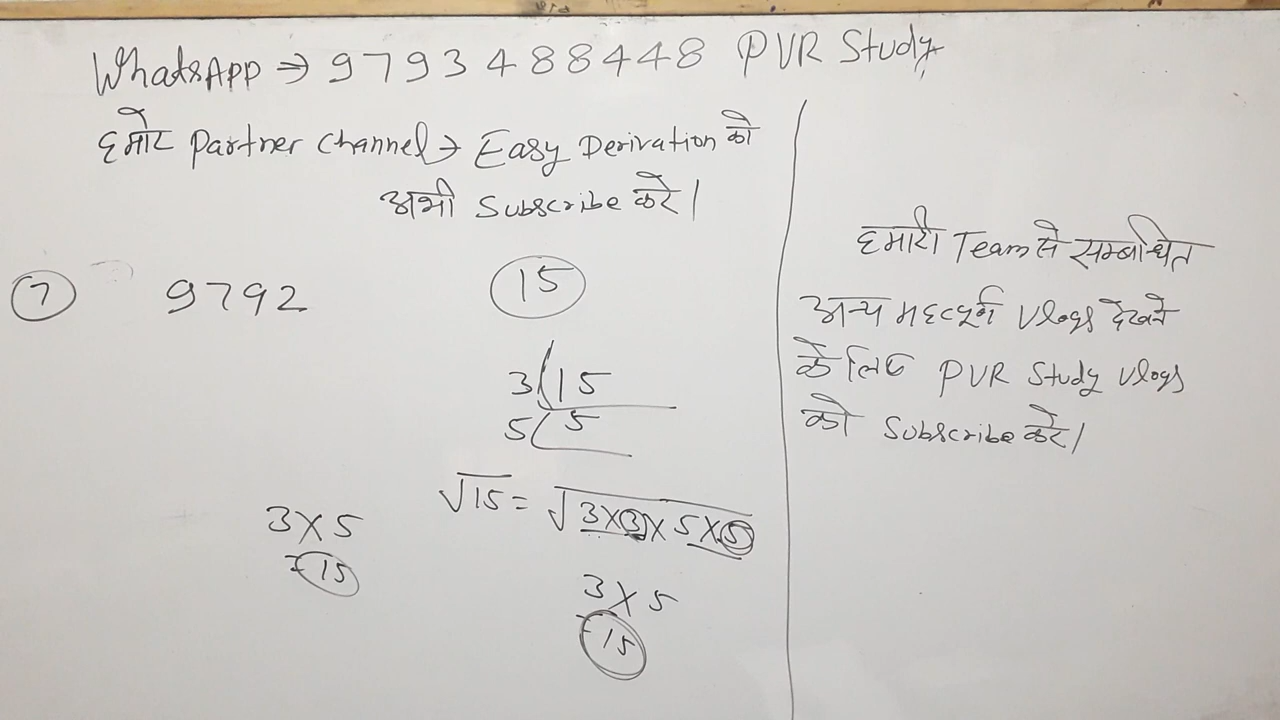 WhatsApp → 9793488448 PVR Study
हमारे Partner Channel → Easy Derivation को
अभी Subscribe करे।
7 9792 15
3 15
5 5
√15 = √3×3×5×5
3×5
=15
3×5
=15
हमारी Team से सम्बन्धित
अन्य महत्वपूर्ण Vlogs देखने
के लिए PVR Study Vlogs
को Subscribe करे।